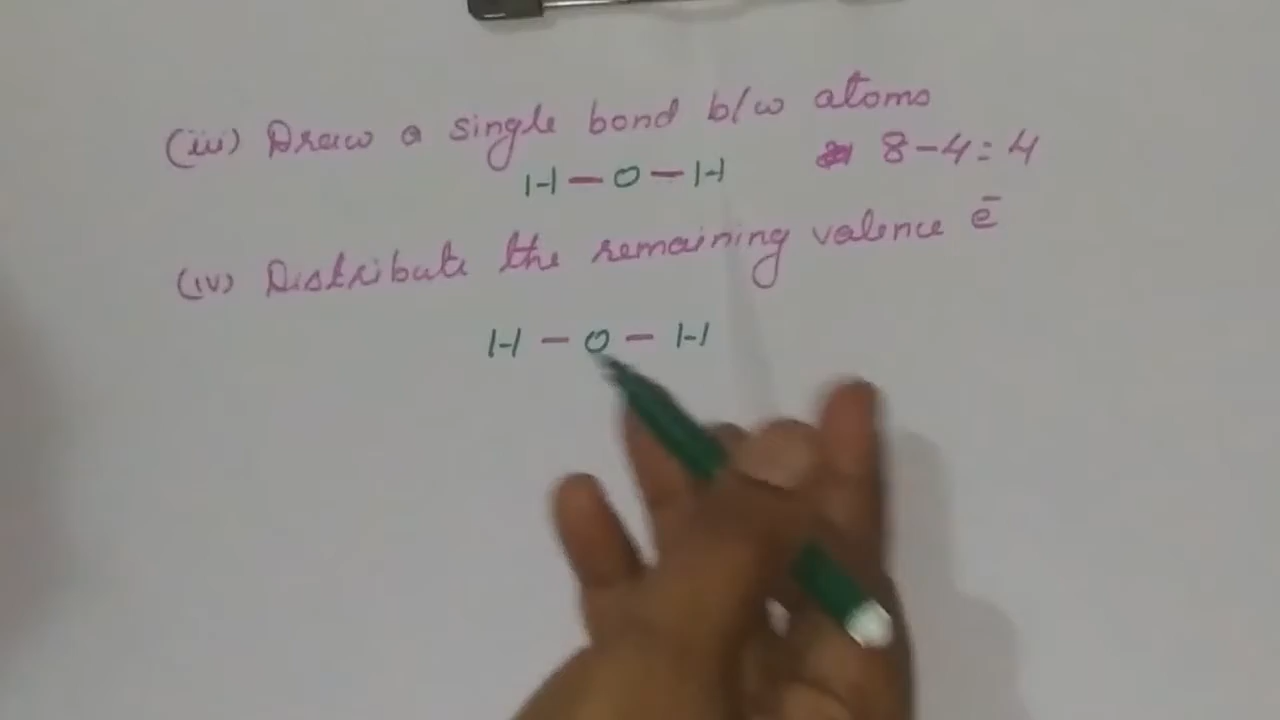 (iii) Draw a single bond b/w atoms
H — O — H 8 - 4 = 4
(iv) Distribute the remaining valence e̅
H — O — H